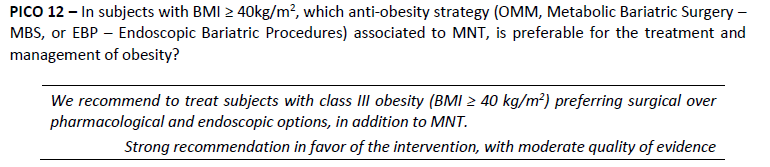 PICO 12 – In subjects with BMI ≥ 40kg/m², which anti-obesity strategy (OMM, Metabolic Bariatric Surgery –
MBS, or EBP – Endoscopic Bariatric Procedures) associated to MNT, is preferable for the treatment and
management of obesity?
We recommend to treat subjects with class III obesity (BMI ≥ 40 kg/m²) preferring surgical over
pharmacological and endoscopic options, in addition to MNT.
Strong recommendation in favor of the intervention, with moderate quality of evidence